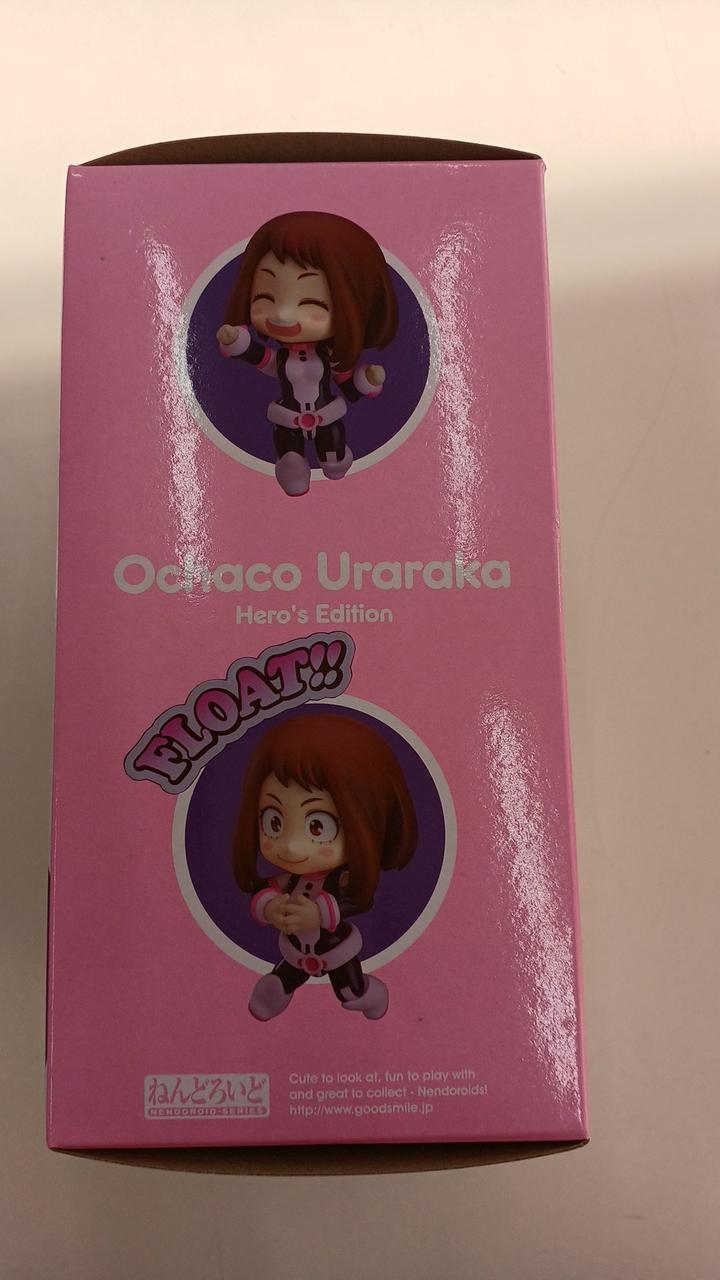 Ochaco Uraraka
Hero's Edition
FLOAT!!
ねんどろいど
NENDOROID-SERIES
Cute to look at, fun to play with
and great to collect - Nendoroids!
http://www.goodsmile.jp